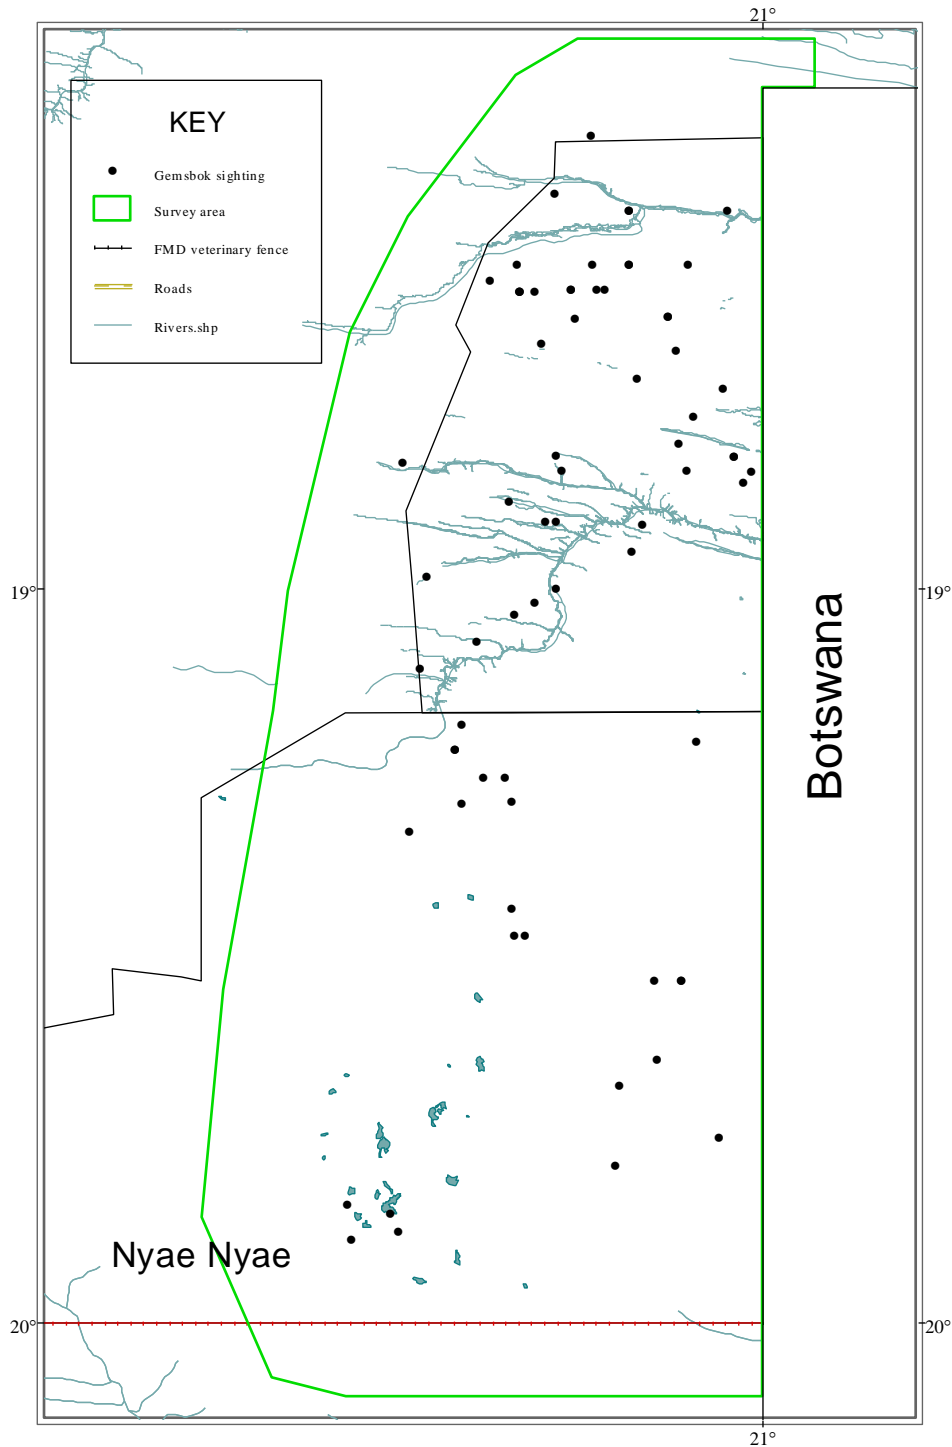 21°
KEY
Gemsbok sighting
Survey area
FMD veterinary fence
Roads
Rivers.shp
19°
19°
Botswana
Nyae Nyae
20°
20°
21°